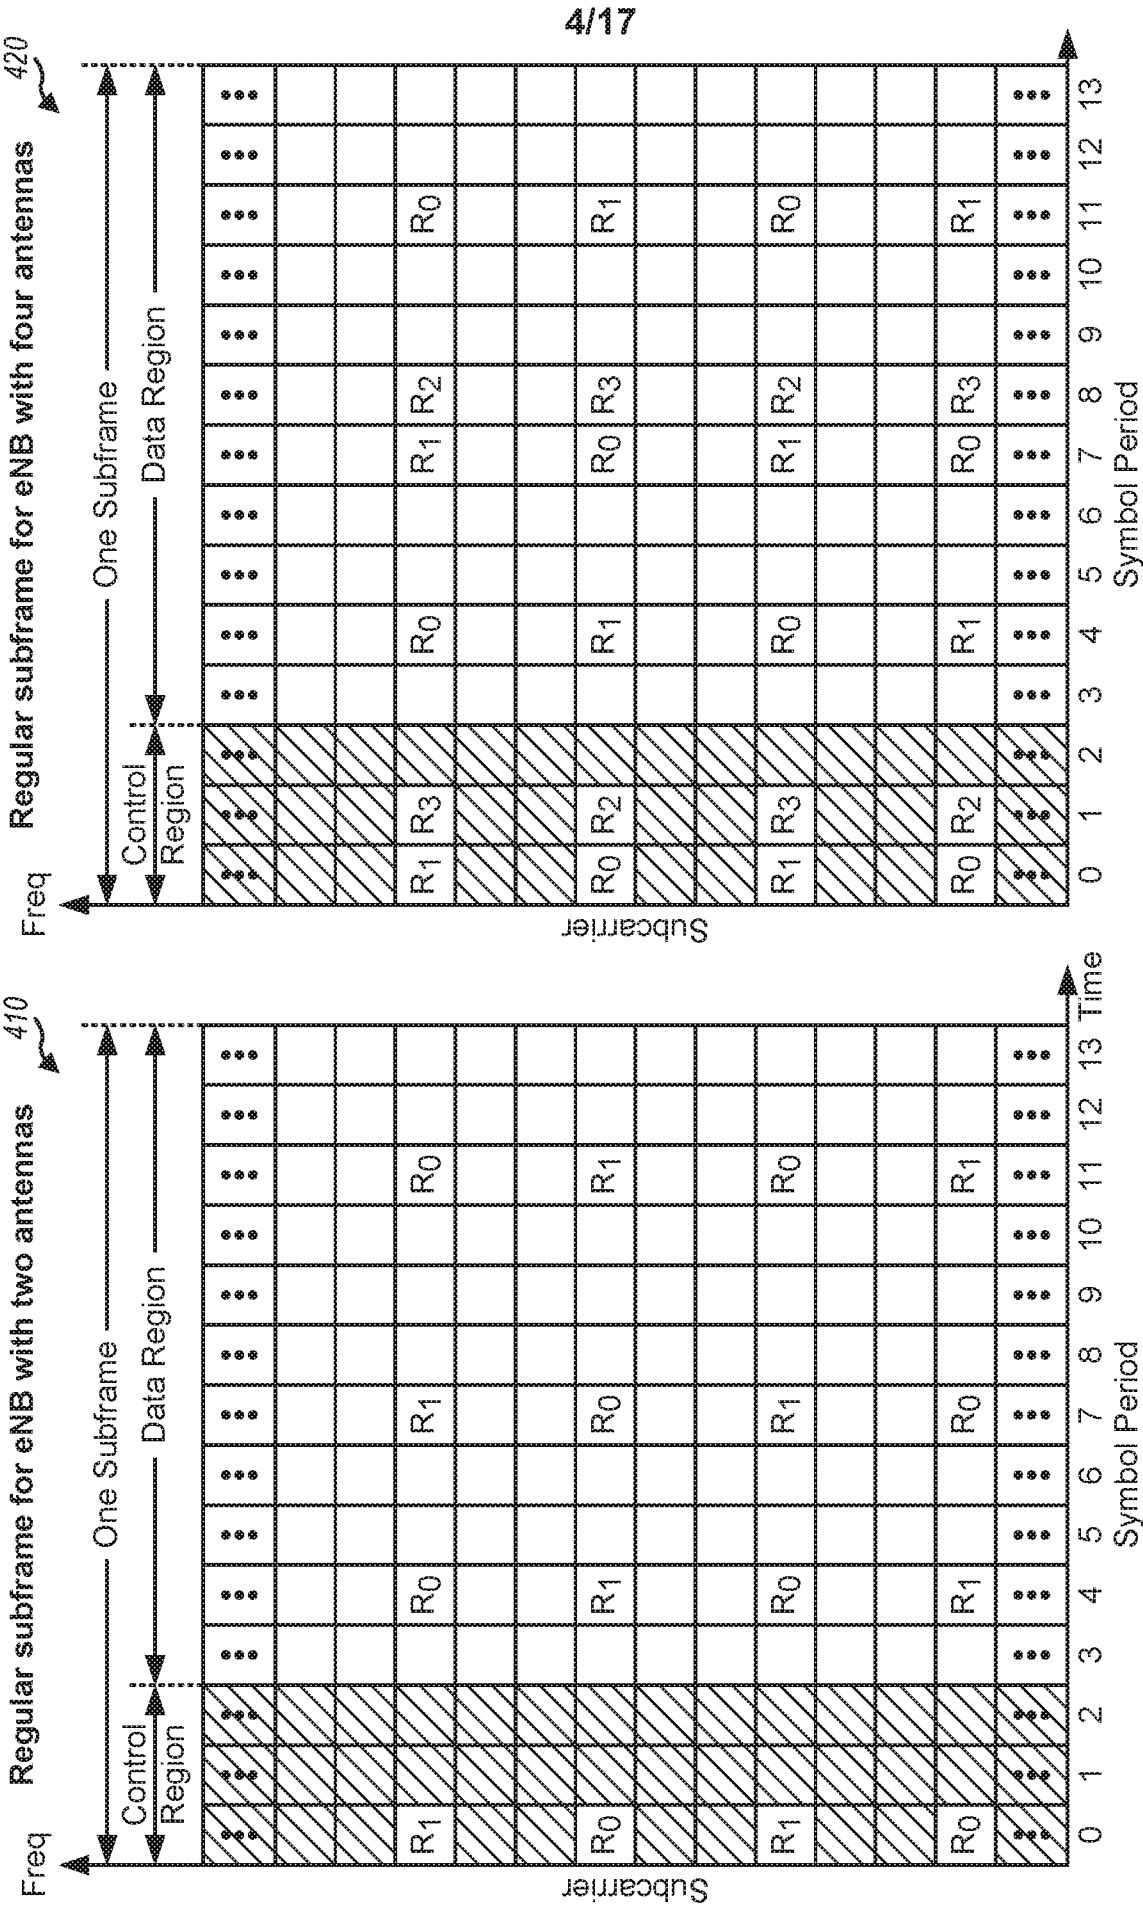 4/17
Regular subframe for eNB with two antennas
410
Freq
One Subframe
Control
Region
Data Region
Subcarrier
R1 R0 R1 R0
R0 R1 R0 R1
R1 R0 R1 R0
R0 R1 R0 R1
0 1 2 3 4 5 6 7 8 9 10 11 12 13
Time
Symbol Period
Regular subframe for eNB with four antennas
420
Freq
One Subframe
Control
Region
Data Region
Subcarrier
R1 R3 R0 R1 R2 R0
R0 R2 R1 R0 R3 R1
R1 R3 R0 R1 R2 R0
R0 R2 R1 R0 R3 R1
0 1 2 3 4 5 6 7 8 9 10 11 12 13
Symbol Period